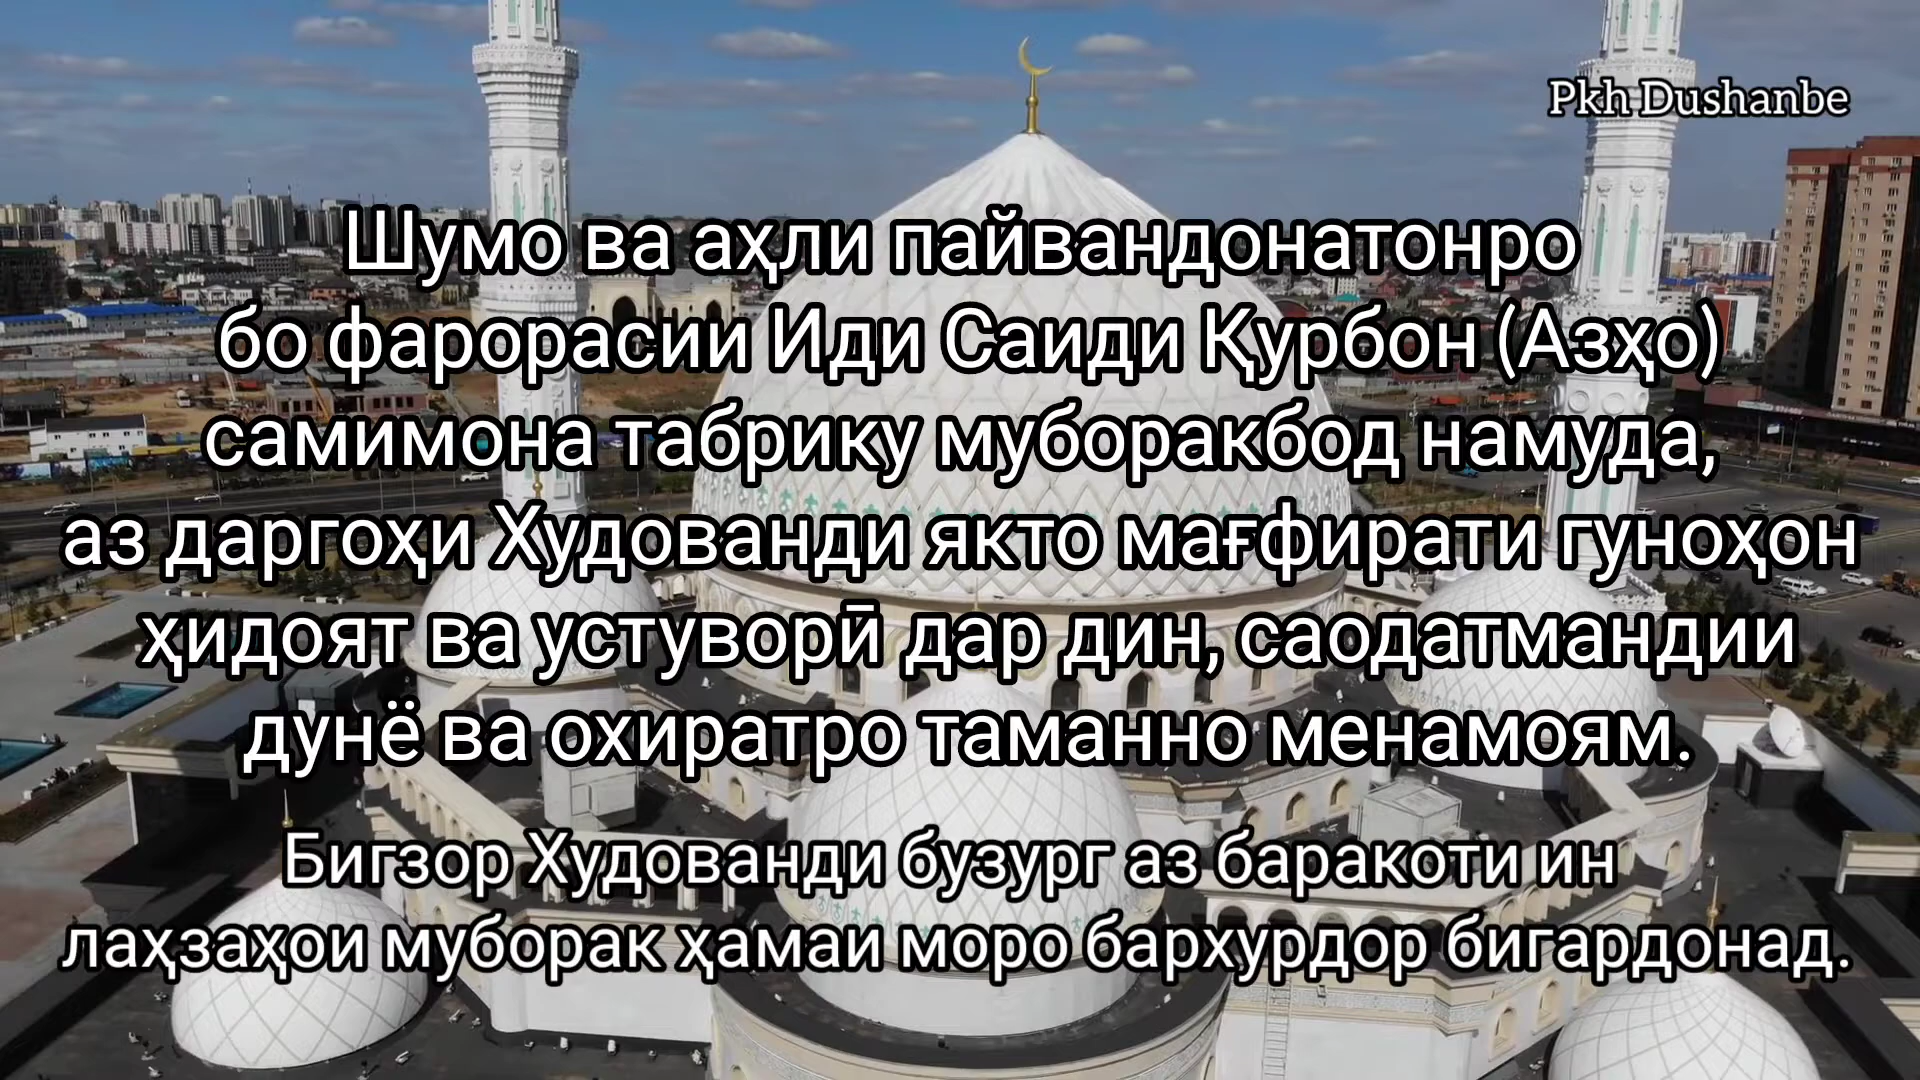 Pkh Dushanbe
Шумо ва аҳли пайвандонатонро
бо фарорасии Иди Саиди Қурбон (Азҳо)
самимона табрику муборакбод намуда,
аз даргоҳи Худованди якто мағфирати гуноҳон
ҳидоят ва устуворӣ дар дин, саодатмандии
дунё ва охиратро таманно менамоям.
Бигзор Худованди бузург аз баракоти ин
лаҳзаҳои муборак ҳамаи моро бархурдор бигардонад.